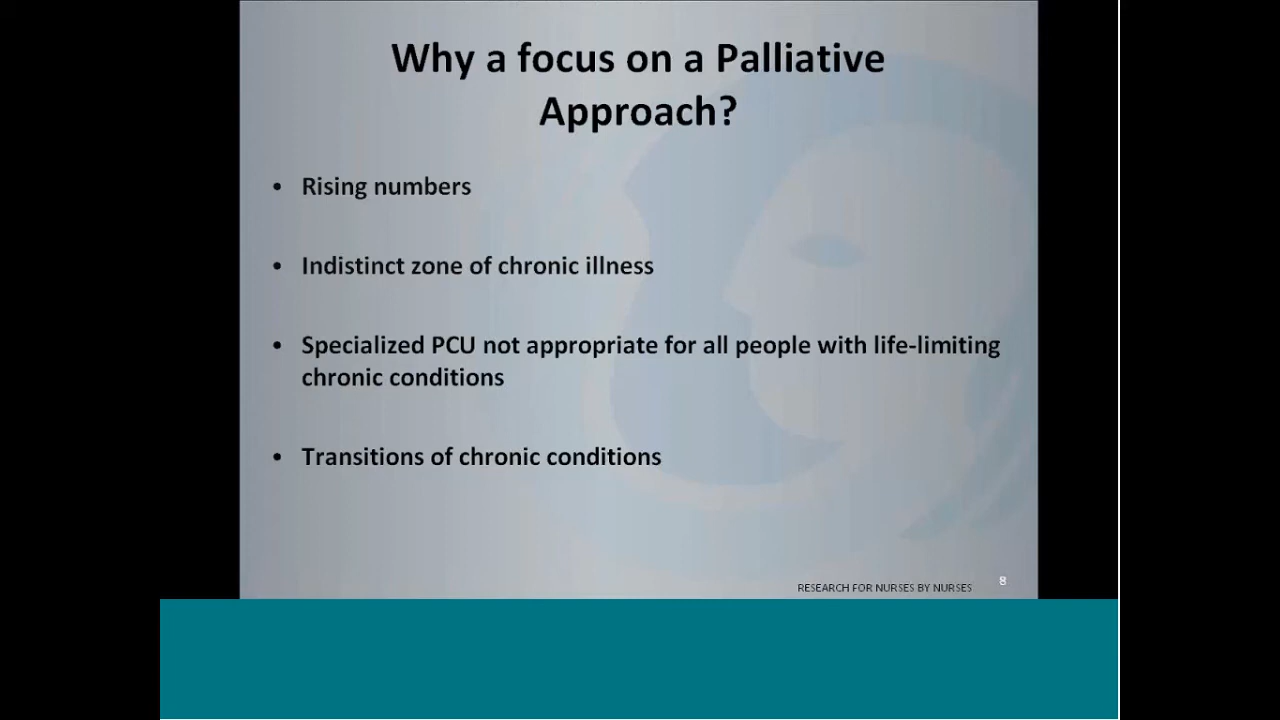 Why a focus on a Palliative
Approach?
• Rising numbers
• Indistinct zone of chronic illness
• Specialized PCU not appropriate for all people with life-limiting
chronic conditions
• Transitions of chronic conditions
RESEARCH FOR NURSES BY NURSES
8